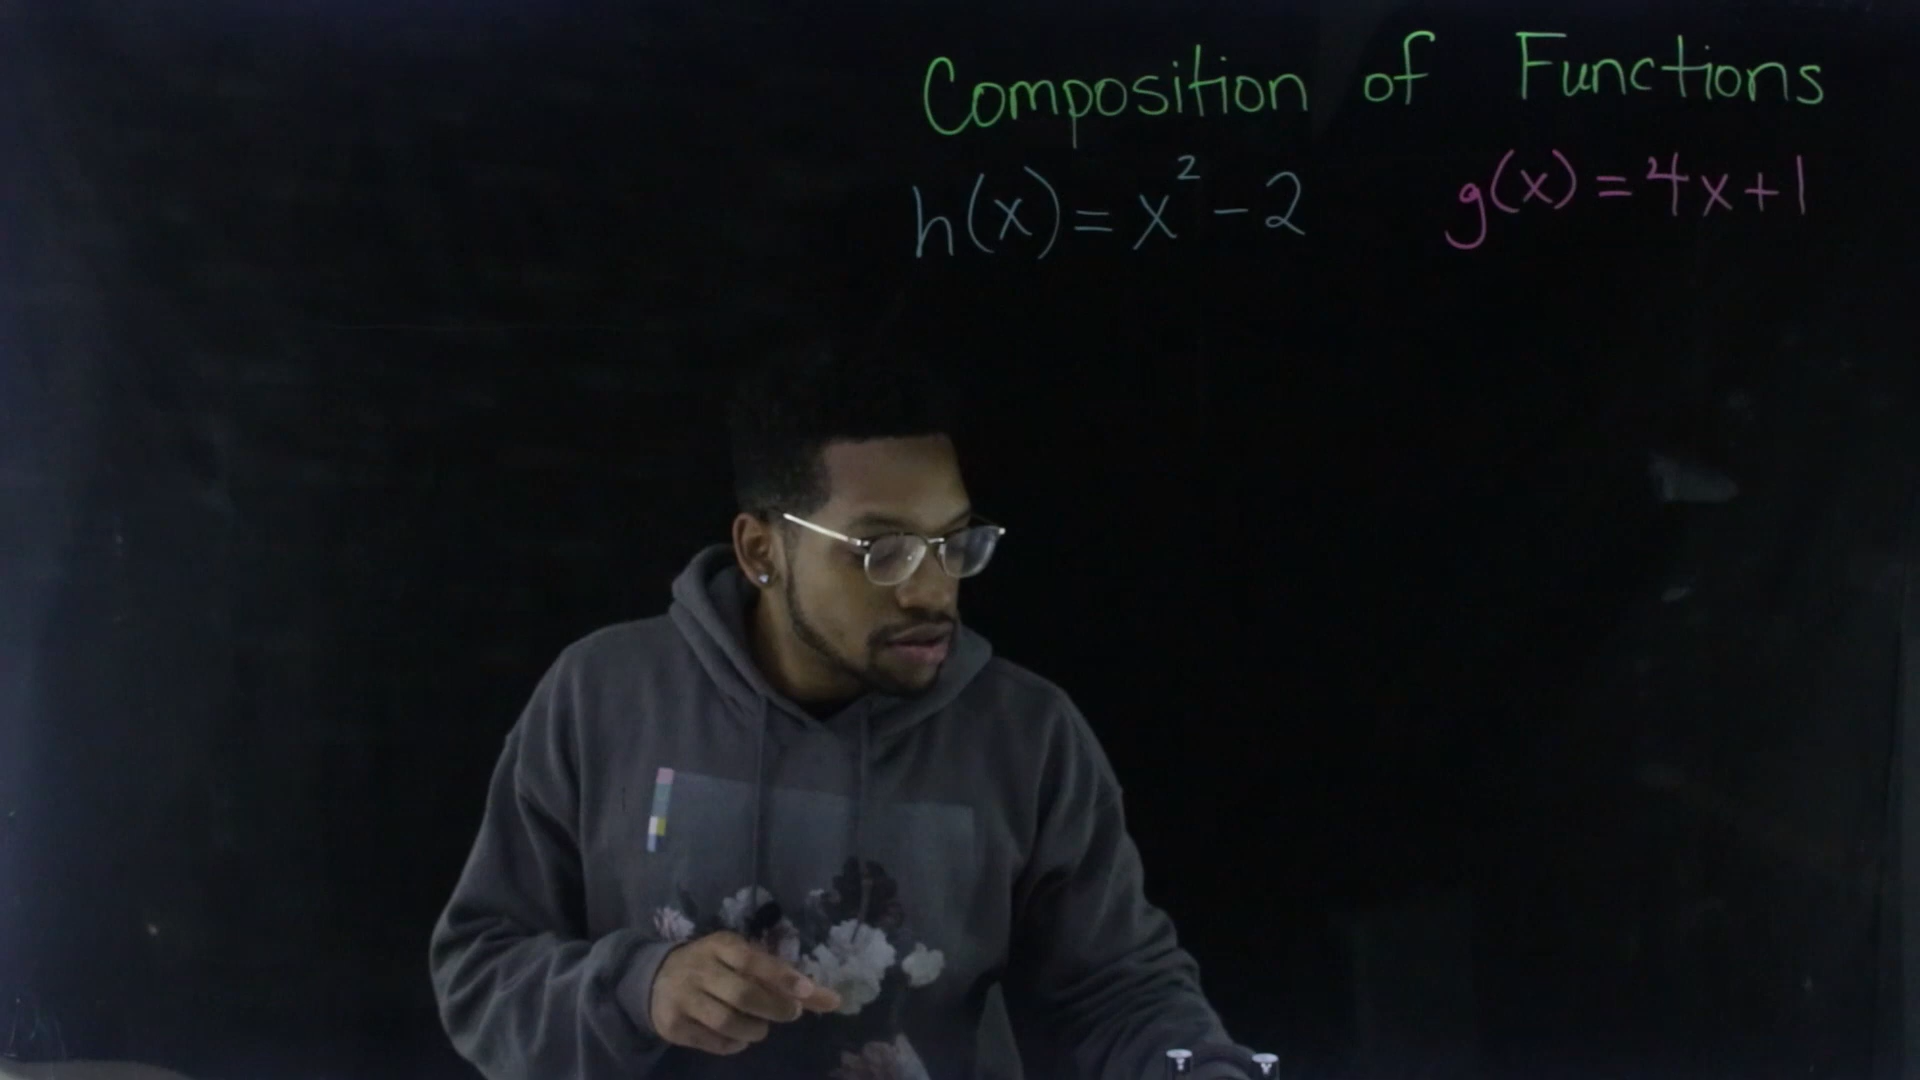 Composition of Functions
h(x) = x² - 2 g(x) = 4x + 1